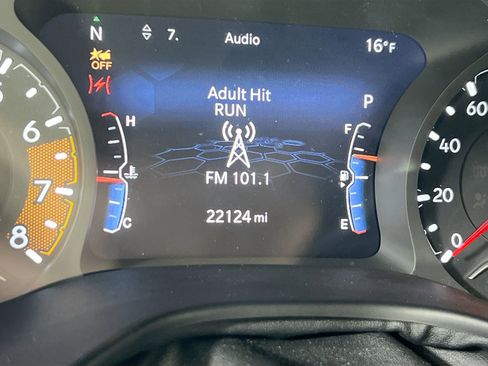 N
7. Audio 16°F
OFF
Adult Hit
RUN
P
H F
FM 101.1
22124 mi
C E
6
7
8
60
40
20
0